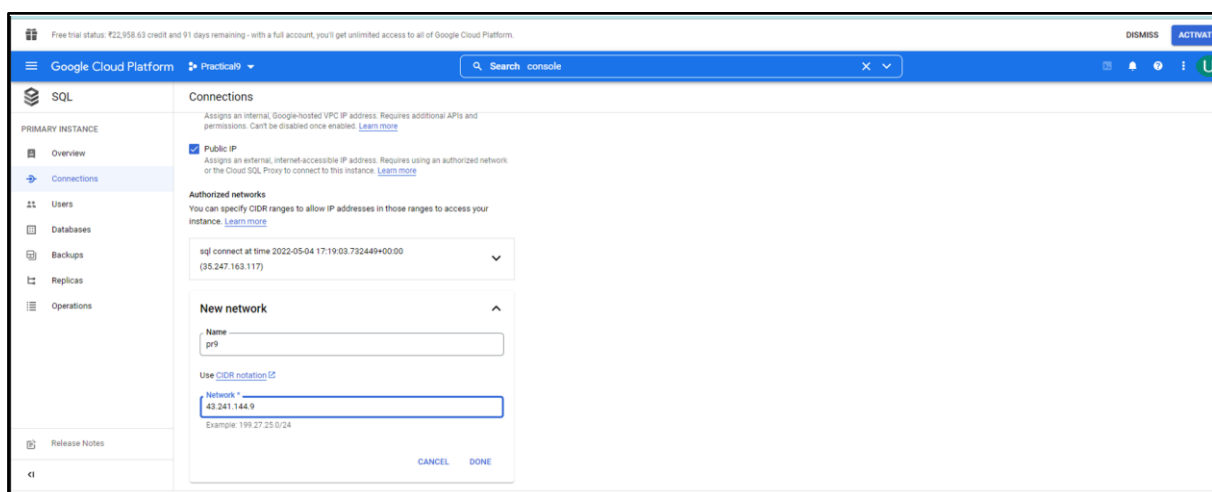 Free trial status: ₹22,958.63 credit and 91 days remaining - with a full account, you'll get unlimited access to all of Google Cloud Platform.
DISMISS
ACTIVAT
Google Cloud Platform
Practical9
Search console
U
SQL
Connections
PRIMARY INSTANCE
Overview
Connections
Users
Databases
Backups
Replicas
Operations
Release Notes
Assigns an internal, Google-hosted VPC IP address. Requires additional APIs and
permissions. Can't be disabled once enabled. Learn more
Public IP
Assigns an external, internet-accessible IP address. Requires using an authorized network
or the Cloud SQL Proxy to connect to this instance. Learn more
Authorized networks
You can specify CIDR ranges to allow IP addresses in those ranges to access your
instance. Learn more
sql connect at time 2022-05-04 17:19:03.732449+00:00
(35.247.163.117)
New network
Name
pr9
Use CIDR notation
Network *
43.241.144.9
Example: 199.27.25.0/24
CANCEL
DONE